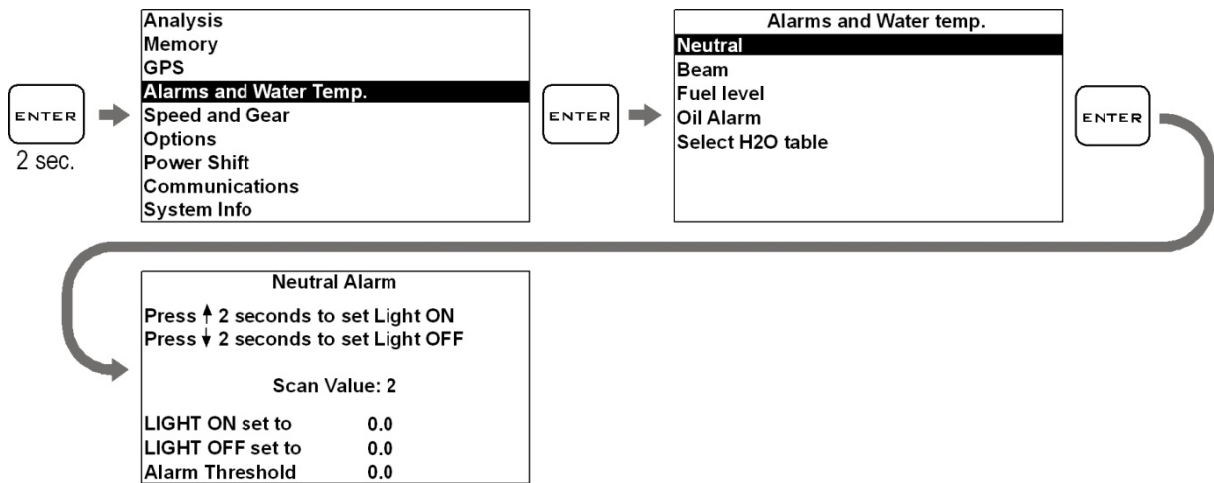 ENTER
2 sec.
Analysis
Memory
GPS
Alarms and Water Temp.
Speed and Gear
Options
Power Shift
Communications
System Info
ENTER
Alarms and Water temp.
Neutral
Beam
Fuel level
Oil Alarm
Select H2O table
ENTER
Neutral Alarm
Press ↑ 2 seconds to set Light ON
Press ↓ 2 seconds to set Light OFF
Scan Value: 2
LIGHT ON set to 0.0
LIGHT OFF set to 0.0
Alarm Threshold 0.0